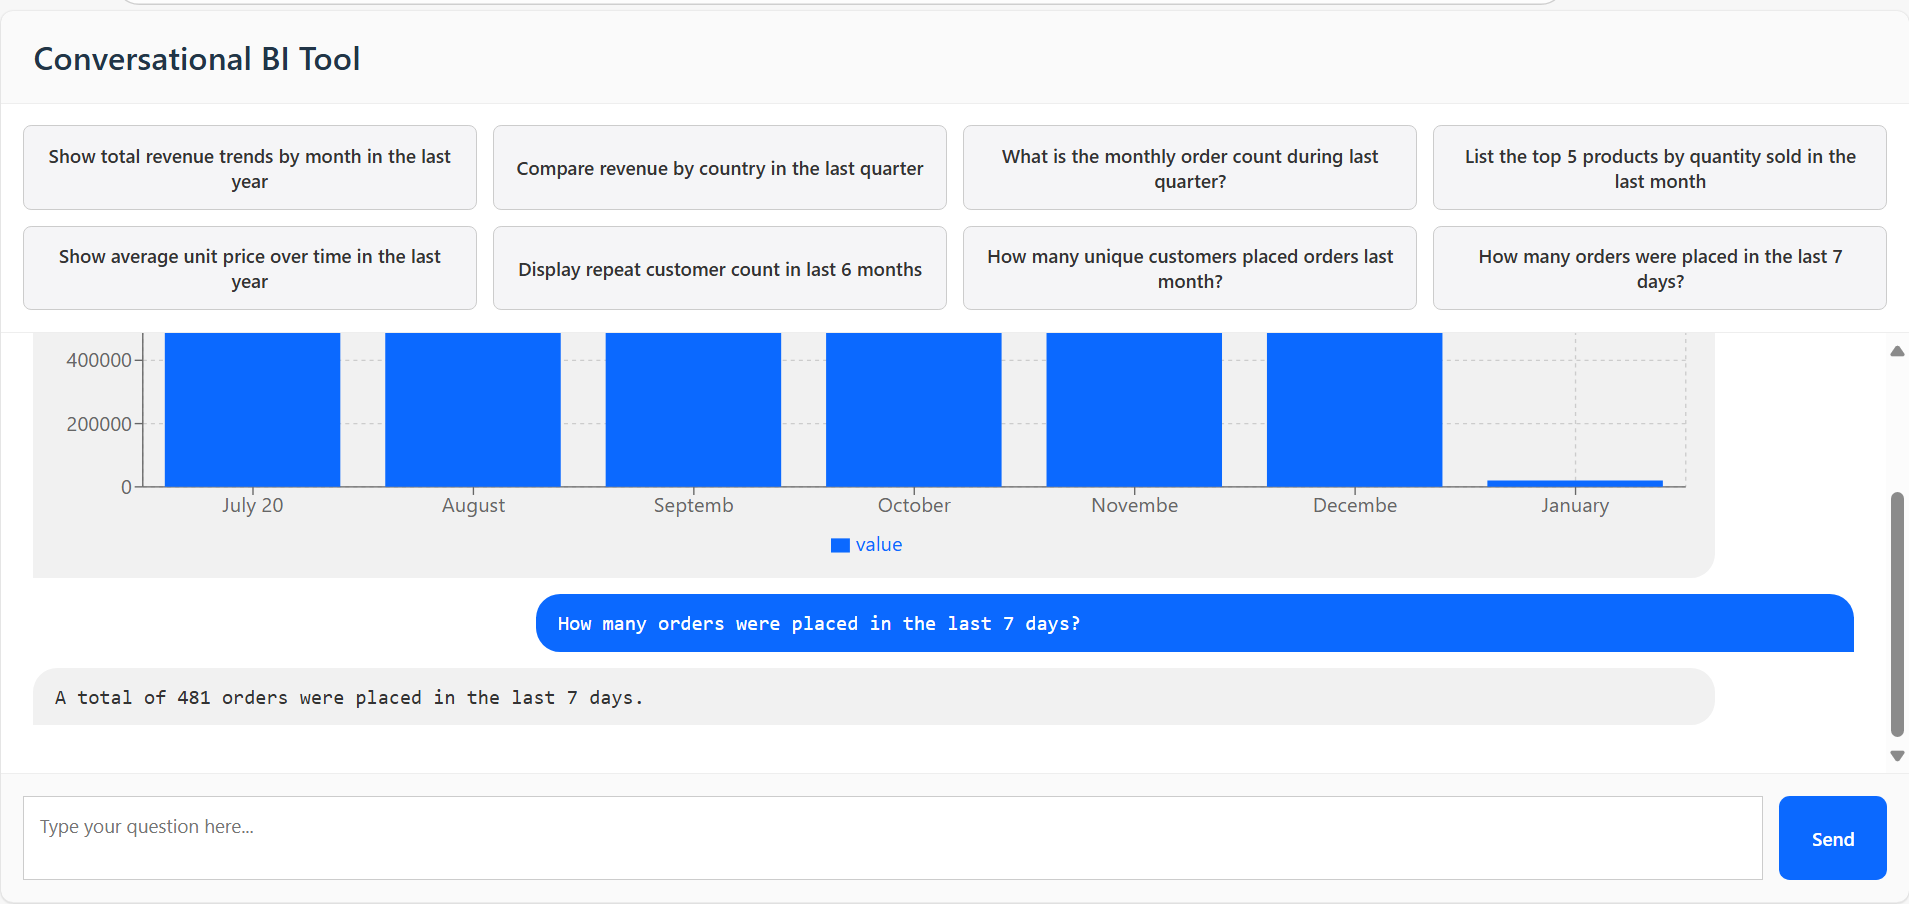 Conversational BI Tool
Show total revenue trends by month in the last
year
Compare revenue by country in the last quarter
What is the monthly order count during last
quarter?
List the top 5 products by quantity sold in the
last month
Show average unit price over time in the last
year
Display repeat customer count in last 6 months
How many unique customers placed orders last
month?
How many orders were placed in the last 7
days?
400000
200000
0
July 20 August Septemb October Novembe Decembe January
value
How many orders were placed in the last 7 days?
A total of 481 orders were placed in the last 7 days.
Type your question here...
Send